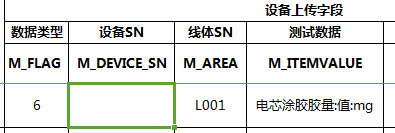 设备上传字段
数据类型 设备SN 线体SN 测试数据
M_FLAG M_DEVICE_SN M_AREA M_ITEMVALUE
6 L001 电芯涂胶胶量:值:mg